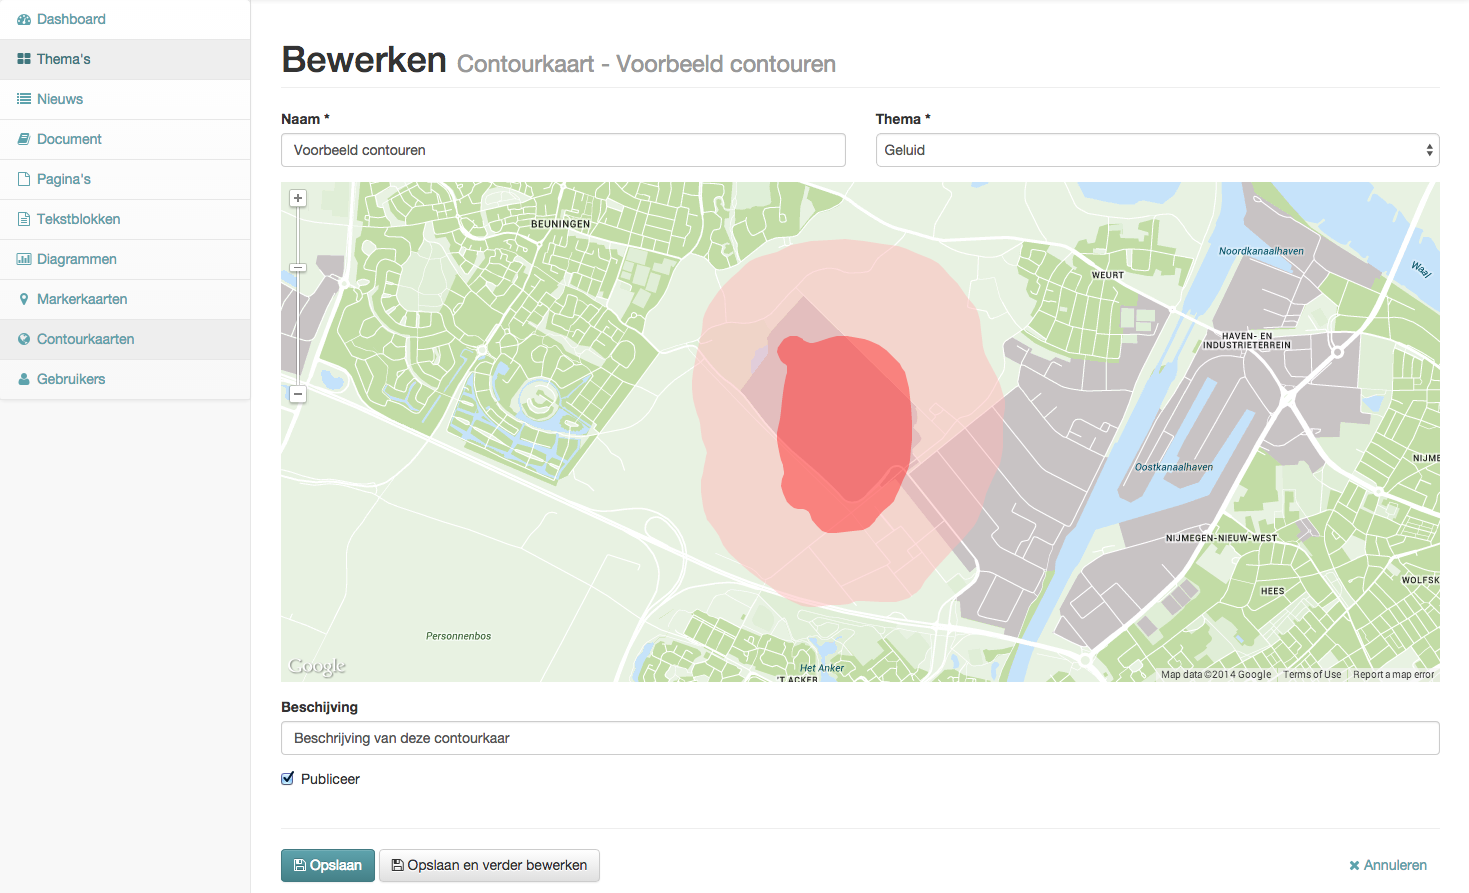 Dashboard
Thema's
Nieuws
Document
Pagina's
Tekstblokken
Diagrammen
Markerkaarten
Contourkaarten
Gebruikers
Bewerken Contourkaart - Voorbeeld contouren
Naam *
Thema *
Voorbeeld contouren
Geluid
BEUNINGEN
WEURT
Noordkanaalhaven
Waal
HAVEN- EN
INDUSTRIETERREIN
Oostkanaalhaven
NIJME
NIJMEGEN-NIEUW-WEST
WOLFSK
HEES
Personnenbos
Het Anker
'T ACKER
Google
Map data ©2014 Google
Terms of Use
Report a map error
Beschijving
Beschrijving van deze contourkaar
Publiceer
Opslaan
Opslaan en verder bewerken
Annuleren